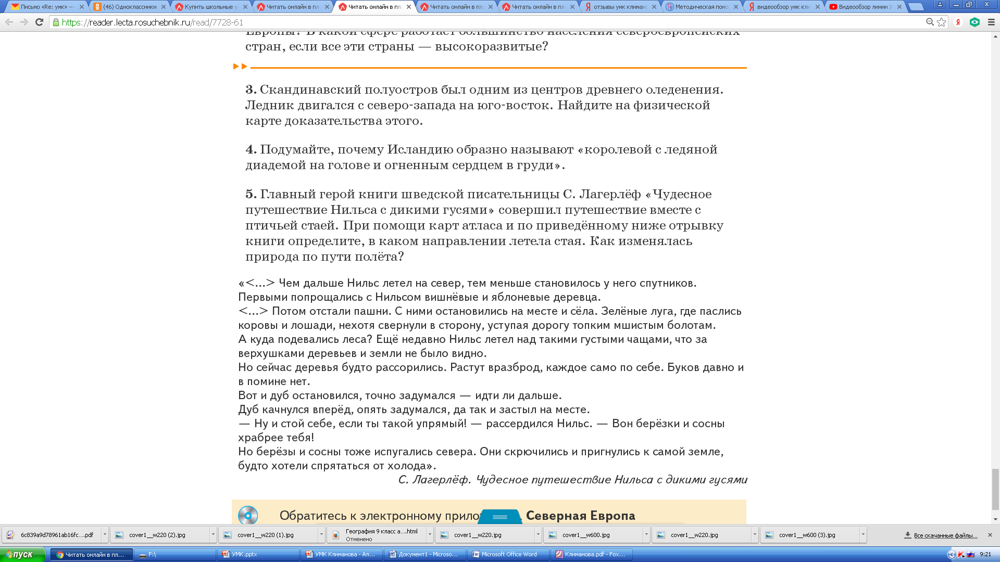 Письмо «Re: умк» —
(46) Одноклассники
Купить школьные у
Читать онлайн в пл
Читать онлайн в пл
Читать онлайн в пл
Читать онлайн в пл
отзывы умк климан
Методическая помо
видеообзор умк кли
Видеообзор линии У
https://reader.lecta.rosuchebnik.ru/read/7728-61
Европы? В какой сфере работает большинство населения североевропейских
стран, если все эти страны — высокоразвитые?
3. Скандинавский полуостров был одним из центров древнего оледенения.
Ледник двигался с северо-запада на юго-восток. Найдите на физической
карте доказательства этого.
4. Подумайте, почему Исландию образно называют «королевой с ледяной
диадемой на голове и огненным сердцем в груди».
5. Главный герой книги шведской писательницы С. Лагерлёф «Чудесное
путешествие Нильса с дикими гусями» совершил путешествие вместе с
птичьей стаей. При помощи карт атласа и по приведённому ниже отрывку
книги определите, в каком направлении летела стая. Как изменялась
природа по пути полёта?
«<...> Чем дальше Нильс летел на север, тем меньше становилось у него спутников.
Первыми попрощались с Нильсом вишнёвые и яблоневые деревца.
<...> Потом отстали пашни. С ними остановились на месте и сёла. Зелёные луга, где паслись
коровы и лошади, нехотя свернули в сторону, уступая дорогу топким мшистым болотам.
А куда подевались леса? Ещё недавно Нильс летел над такими густыми чащами, что за
верхушками деревьев и земли не было видно.
Но сейчас деревья будто рассорились. Растут вразброд, каждое само по себе. Буков давно и
в помине нет.
Вот и дуб остановился, точно задумался — идти ли дальше.
Дуб качнулся вперёд, опять задумался, да так и застыл на месте.
— Ну и стой себе, если ты такой упрямый! — рассердился Нильс. — Вон берёзки и сосны
храбрее тебя!
Но берёзы и сосны тоже испугались севера. Они скрючились и пригнулись к самой земле,
будто хотели спрятаться от холода».
С. Лагерлёф. Чудесное путешествие Нильса с дикими гусями
Обратитесь к электронному прило . Северная Европа
6c839a9d78961ab16fc....pdf
cover1__w220 (2).jpg
cover1__w220 (1).jpg
География 9 класс а....html
Отменено
cover1__w220.jpg
cover1__w600.jpg
cover1__w220.jpg
cover1__w600 (3).jpg
Все скачанные файлы...
пуск
Читать онлайн в пл...
F:\
УМК.pptx
УМК Климанова - Ал...
Документ1 - Microso...
Microsoft Office Word
Климанова.pdf - Fox...
9:21